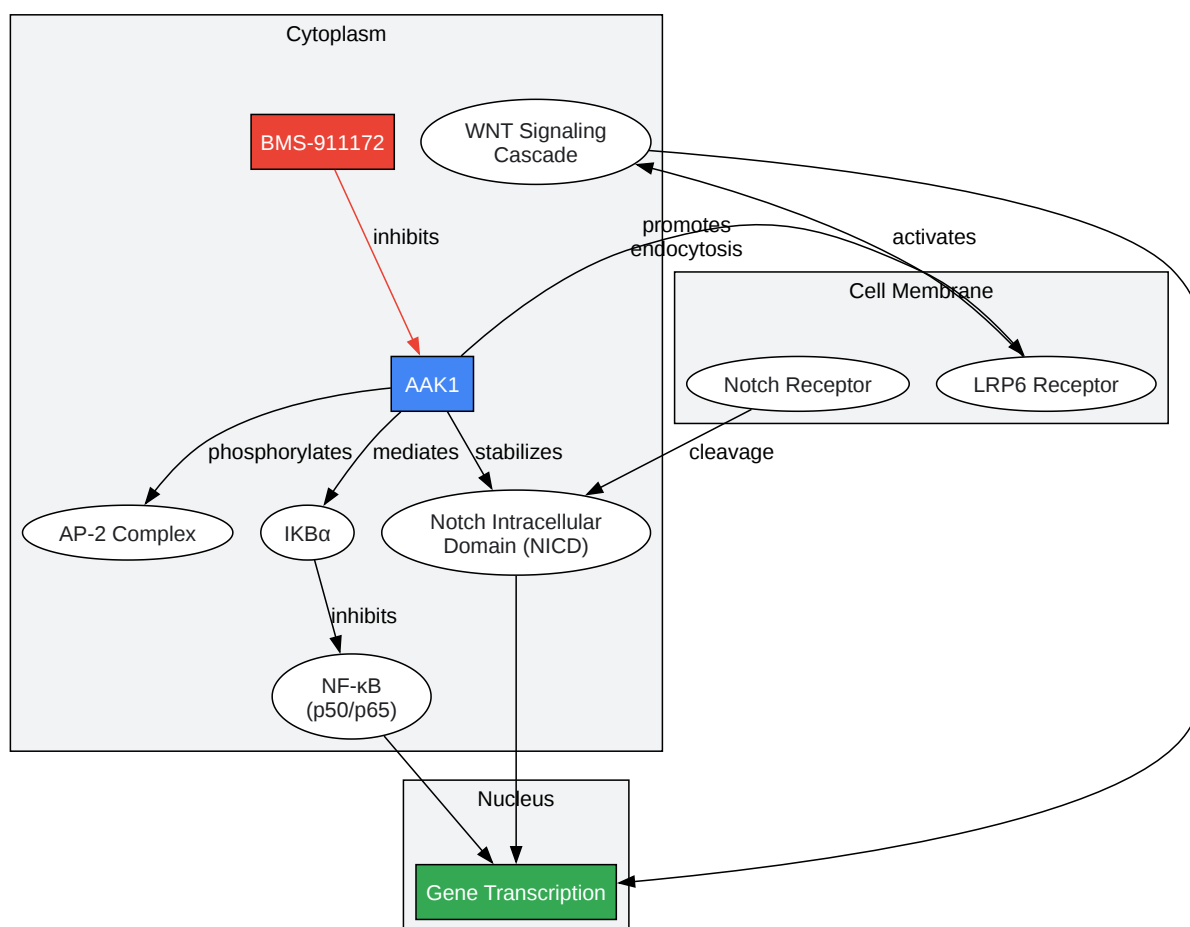 Cytoplasm
BMS-911172
WNT Signaling
Cascade
inhibits
promotes
endocytosis
activates
Cell Membrane
AAK1
Notch Receptor
LRP6 Receptor
phosphorylates
mediates
stabilizes
cleavage
AP-2 Complex
IKBα
Notch Intracellular
Domain (NICD)
inhibits
NF-κB
(p50/p65)
Nucleus
Gene Transcription